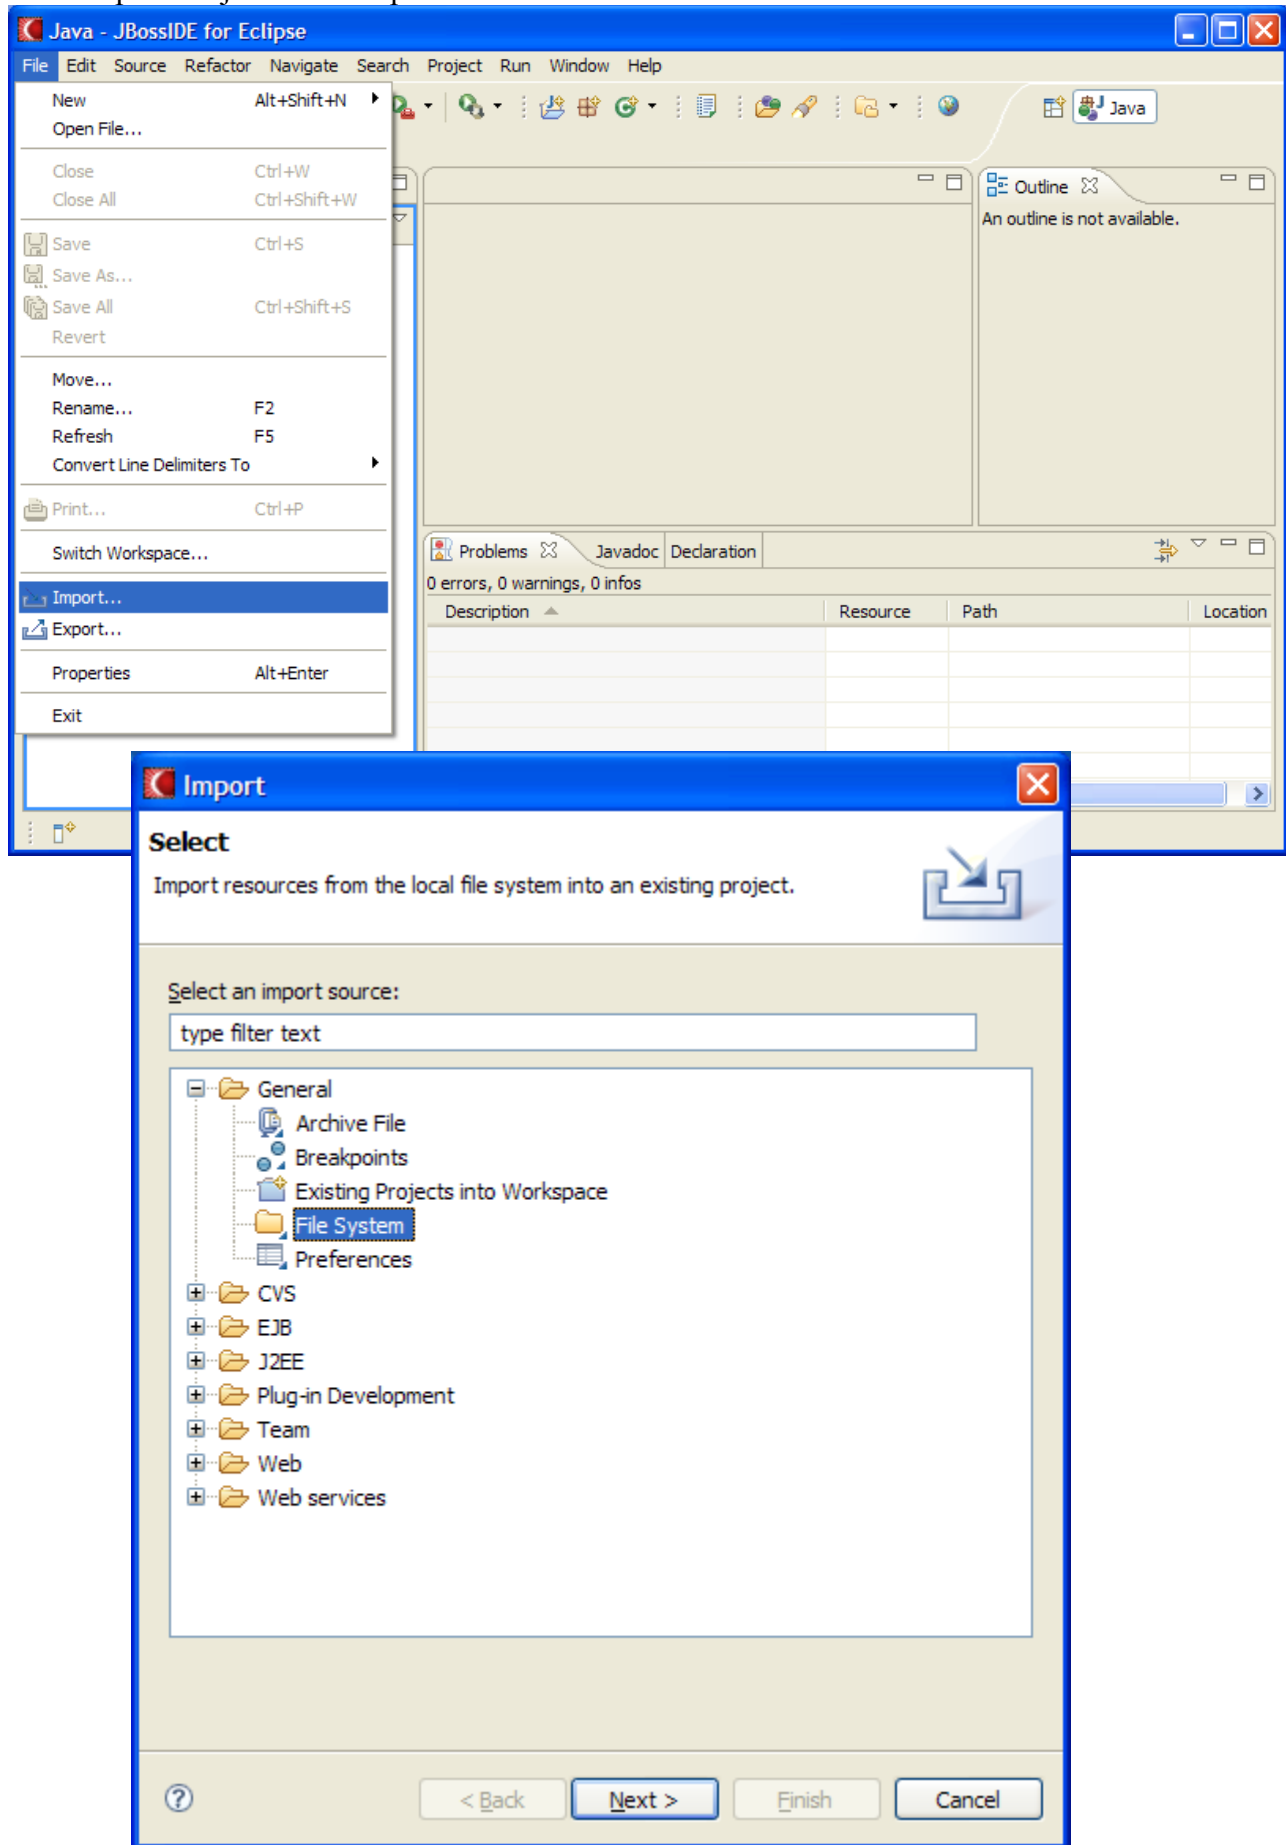 Java - JBossIDE for Eclipse
File Edit Source Refactor Navigate Search Project Run Window Help
New Alt+Shift+N
Open File...
Java
Close Ctrl+W
Close All Ctrl+Shift+W
Outline
An outline is not available.
Save Ctrl+S
Save As...
Save All Ctrl+Shift+S
Revert
Move...
Rename... F2
Refresh F5
Convert Line Delimiters To
Print... Ctrl+P
Switch Workspace...
Problems Javadoc Declaration
0 errors, 0 warnings, 0 infos
Import...
Description Resource Path Location
Export...
Properties Alt+Enter
Exit
Import
Select
Import resources from the local file system into an existing project.
Select an import source:
type filter text
General
Archive File
Breakpoints
Existing Projects into Workspace
File System
Preferences
CVS
EJB
J2EE
Plug-in Development
Team
Web
Web services
< Back Next > Finish Cancel